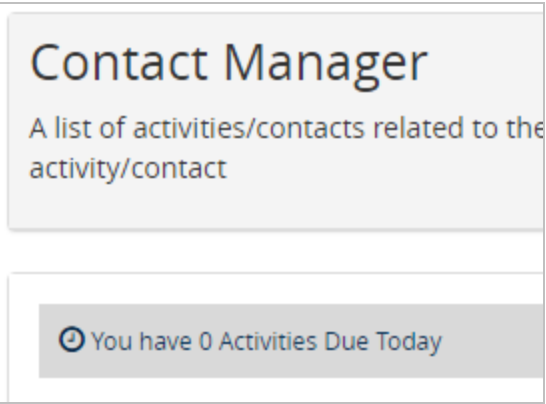 Contact Manager
A list of activities/contacts related to the
activity/contact
You have 0 Activities Due Today